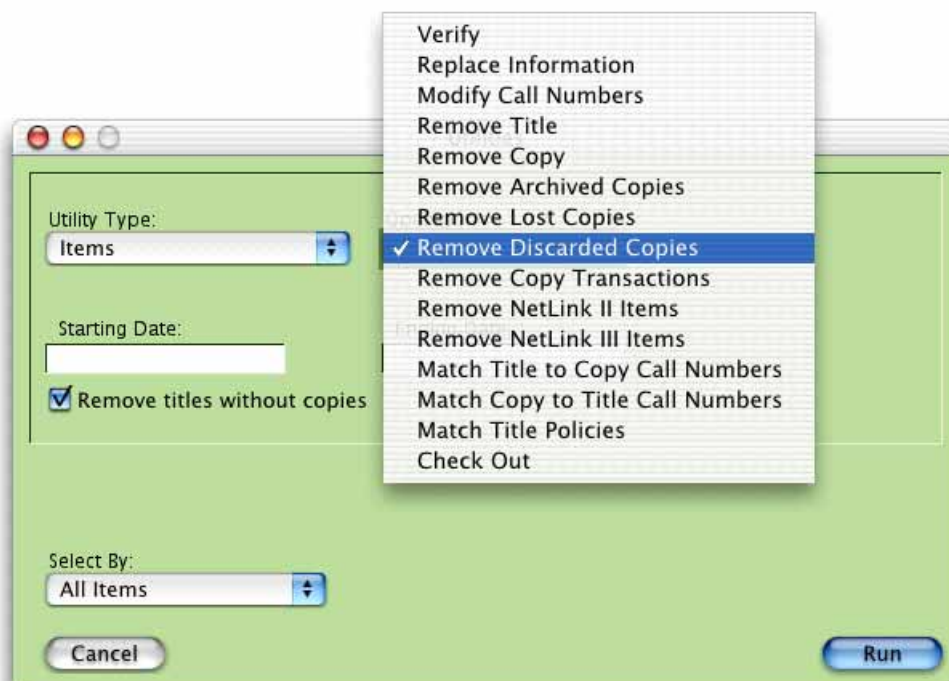 Verify
Replace Information
Modify Call Numbers
Remove Title
Remove Copy
Remove Archived Copies
Remove Lost Copies
✓ Remove Discarded Copies
Remove Copy Transactions
Remove NetLink II Items
Remove NetLink III Items
Match Title to Copy Call Numbers
Match Copy to Title Call Numbers
Match Title Policies
Check Out
Utility Type:
Items
Starting Date:
Remove titles without copies
Select By:
All Items
Cancel
Run